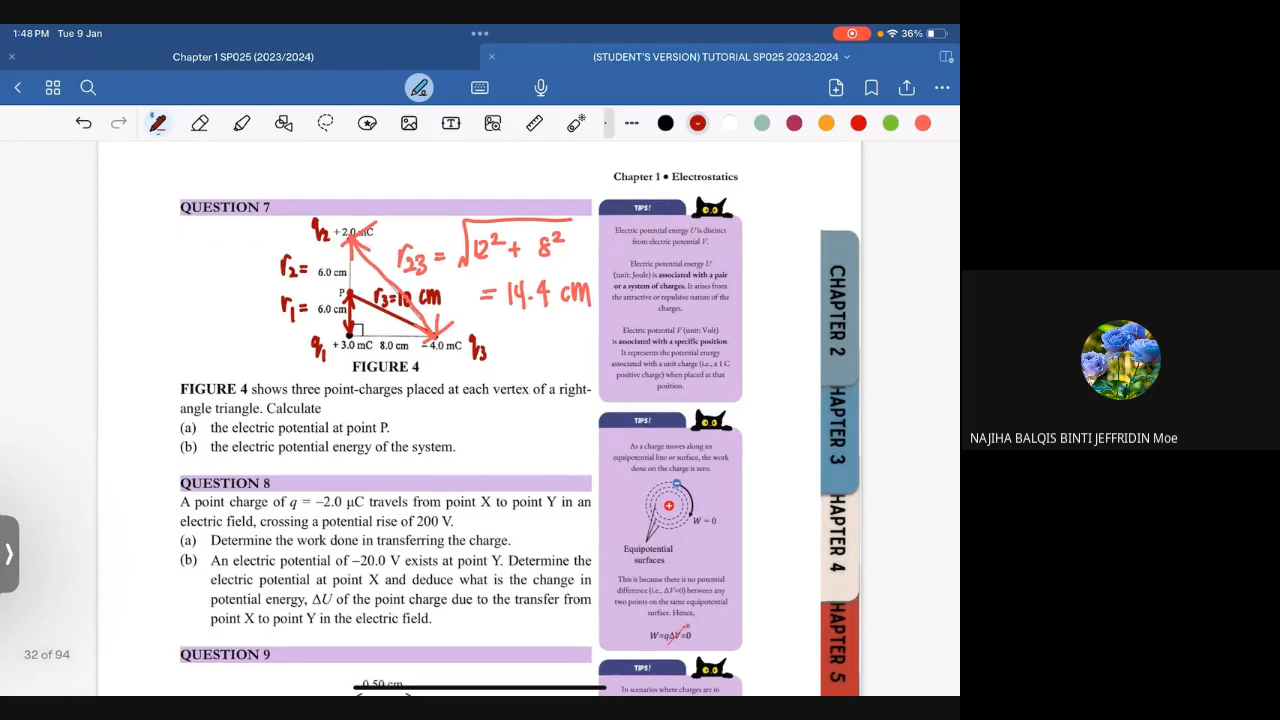 1:48 PM Tue 9 Jan
36%
Chapter 1 SP025 (2023/2024)
(STUDENT'S VERSION) TUTORIAL SP025 2023:2024
Chapter 1 • Electrostatics
QUESTION 7
q2 + 2.0 mC
r2 = 6.0 cm
P
r1 = 6.0 cm
r3=10 cm
r23 = √12² + 8²
= 14.4 cm
q1 + 3.0 mC 8.0 cm − 4.0 mC q3
FIGURE 4
FIGURE 4 shows three point-charges placed at each vertex of a right-
angle triangle. Calculate
(a) the electric potential at point P.
(b) the electric potential energy of the system.
QUESTION 8
A point charge of q = −2.0 μC travels from point X to point Y in an
electric field, crossing a potential rise of 200 V.
(a) Determine the work done in transferring the charge.
(b) An electric potential of −20.0 V exists at point Y. Determine the
electric potential at point X and deduce what is the change in
potential energy, ΔU of the point charge due to the transfer from
point X to point Y in the electric field.
QUESTION 9
0.50 cm
TIPS!
Electric potential energy U is distinct
from electric potential V.
Electric potential energy U
(unit: Joule) is associated with a pair
or a system of charges. It arises from
the attractive or repulsive nature of the
charges.
Electric potential V (unit: Volt)
is associated with a specific position.
It represents the potential energy
associated with a unit charge (i.e., a 1 C
positive charge) when placed at that
position.
TIPS!
As a charge moves along an
equipotential line or surface, the work
done on the charge is zero.
W = 0
Equipotential
surfaces
This is because there is no potential
difference (i.e., ΔV=0) between any
two points on the same equipotential
surface. Hence,
W=qΔV=0
TIPS!
In scenarios where charges are in
CHAPTER 2
HAPTER 3
HAPTER 4
HAPTER 5
32 of 94
NAJIHA BALQIS BINTI JEFFRIDIN Moe